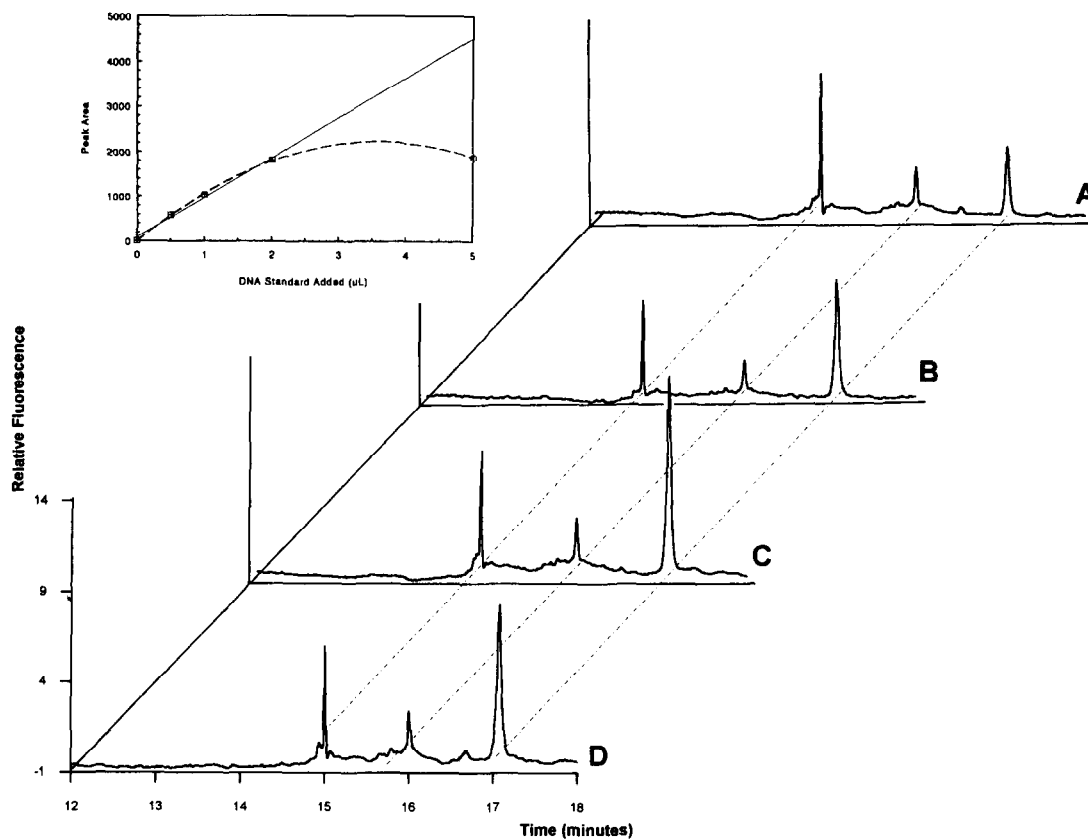 5000
4000
3000
2000
1000
0
Peak Area
0 1 2 3 4 5
DNA Standard Added (uL)
A
B
C
D
Relative Fluorescence
14
9
4
-1
12 13 14 15 16 17 18
Time (minutes)